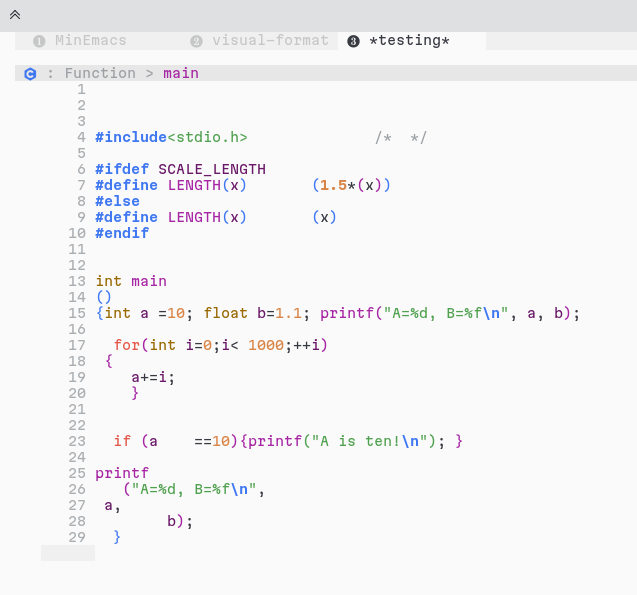 1 MinEmacs 2 visual-format 3 *testing*
C : Function > main
1
2
3
4 #include<stdio.h> /*  */
5
6 #ifdef SCALE_LENGTH
7 #define LENGTH(x)       (1.5*(x))
8 #else
9 #define LENGTH(x)       (x)
10 #endif
11
12
13 int main
14 ()
15 {int a =10; float b=1.1; printf("A=%d, B=%f\n", a, b);
16
17   for(int i=0;i< 1000;++i)
18  {
19     a+=i;
20     }
21
22
23   if (a    ==10){printf("A is ten!\n"); }
24
25 printf
26    ("A=%d, B=%f\n",
27  a,
28         b);
29   }